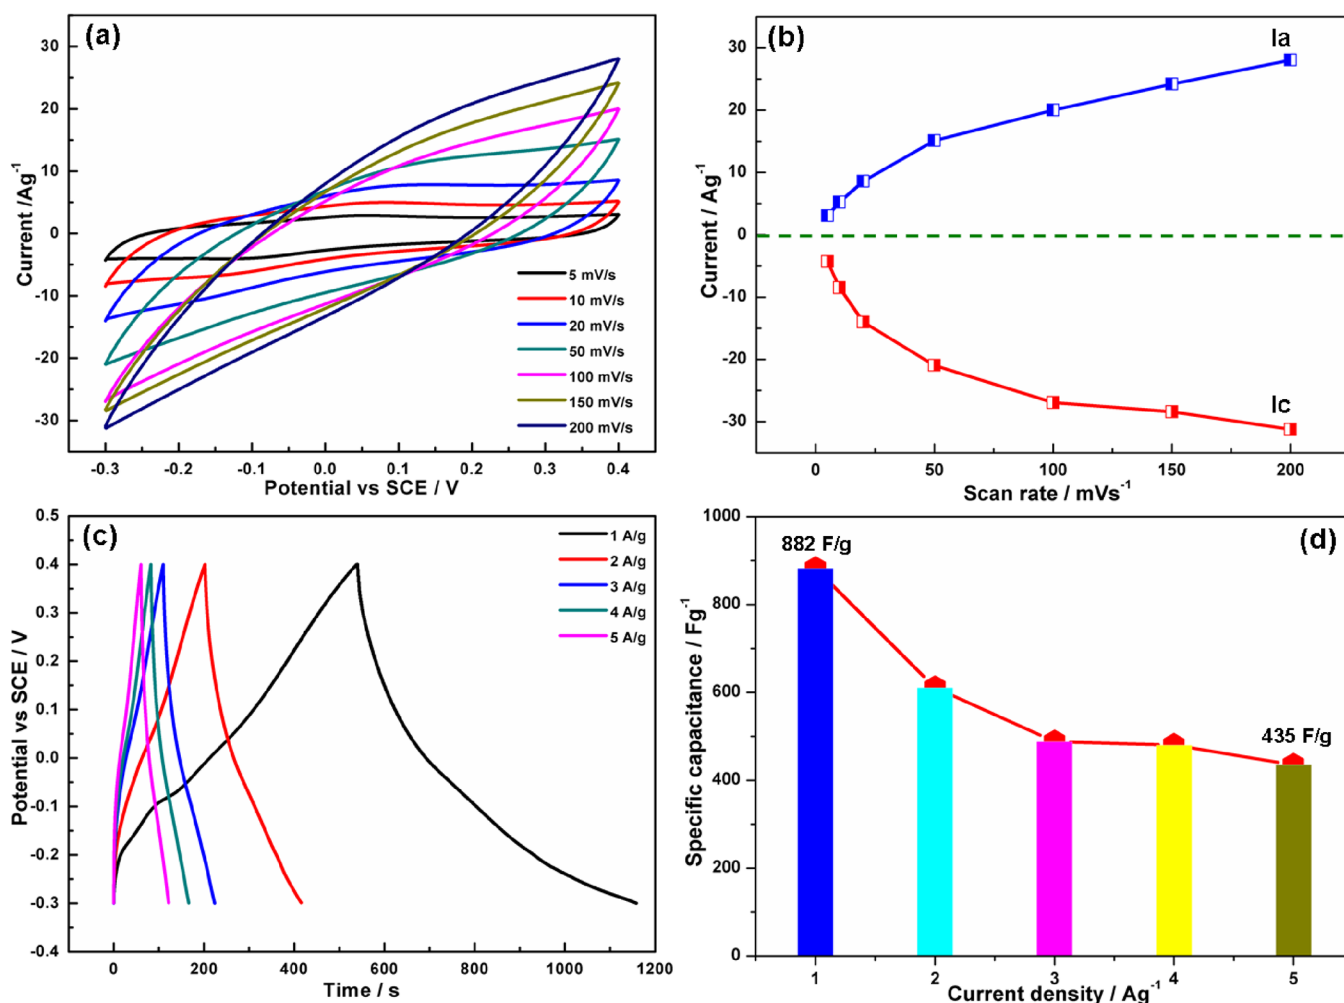 (a)
Current /Ag-1
30
20
10
0
-10
-20
-30
5 mV/s
10 mV/s
20 mV/s
50 mV/s
100 mV/s
150 mV/s
200 mV/s
-0.3 -0.2 -0.1 0.0 0.1 0.2 0.3 0.4
Potential vs SCE / V
(b)
Ia
Current / Ag-1
30
20
10
0
-10
-20
-30
Ic
0 50 100 150 200
Scan rate / mVs-1
(c)
Potential vs SCE / V
0.5
0.4
0.3
0.2
0.1
0.0
-0.1
-0.2
-0.3
-0.4
1 A/g
2 A/g
3 A/g
4 A/g
5 A/g
0 200 400 600 800 1000 1200
Time / s
(d)
Specific capacitance / Fg-1
1000
800
600
400
200
0
882 F/g
435 F/g
1 2 3 4 5
Current density / Ag-1